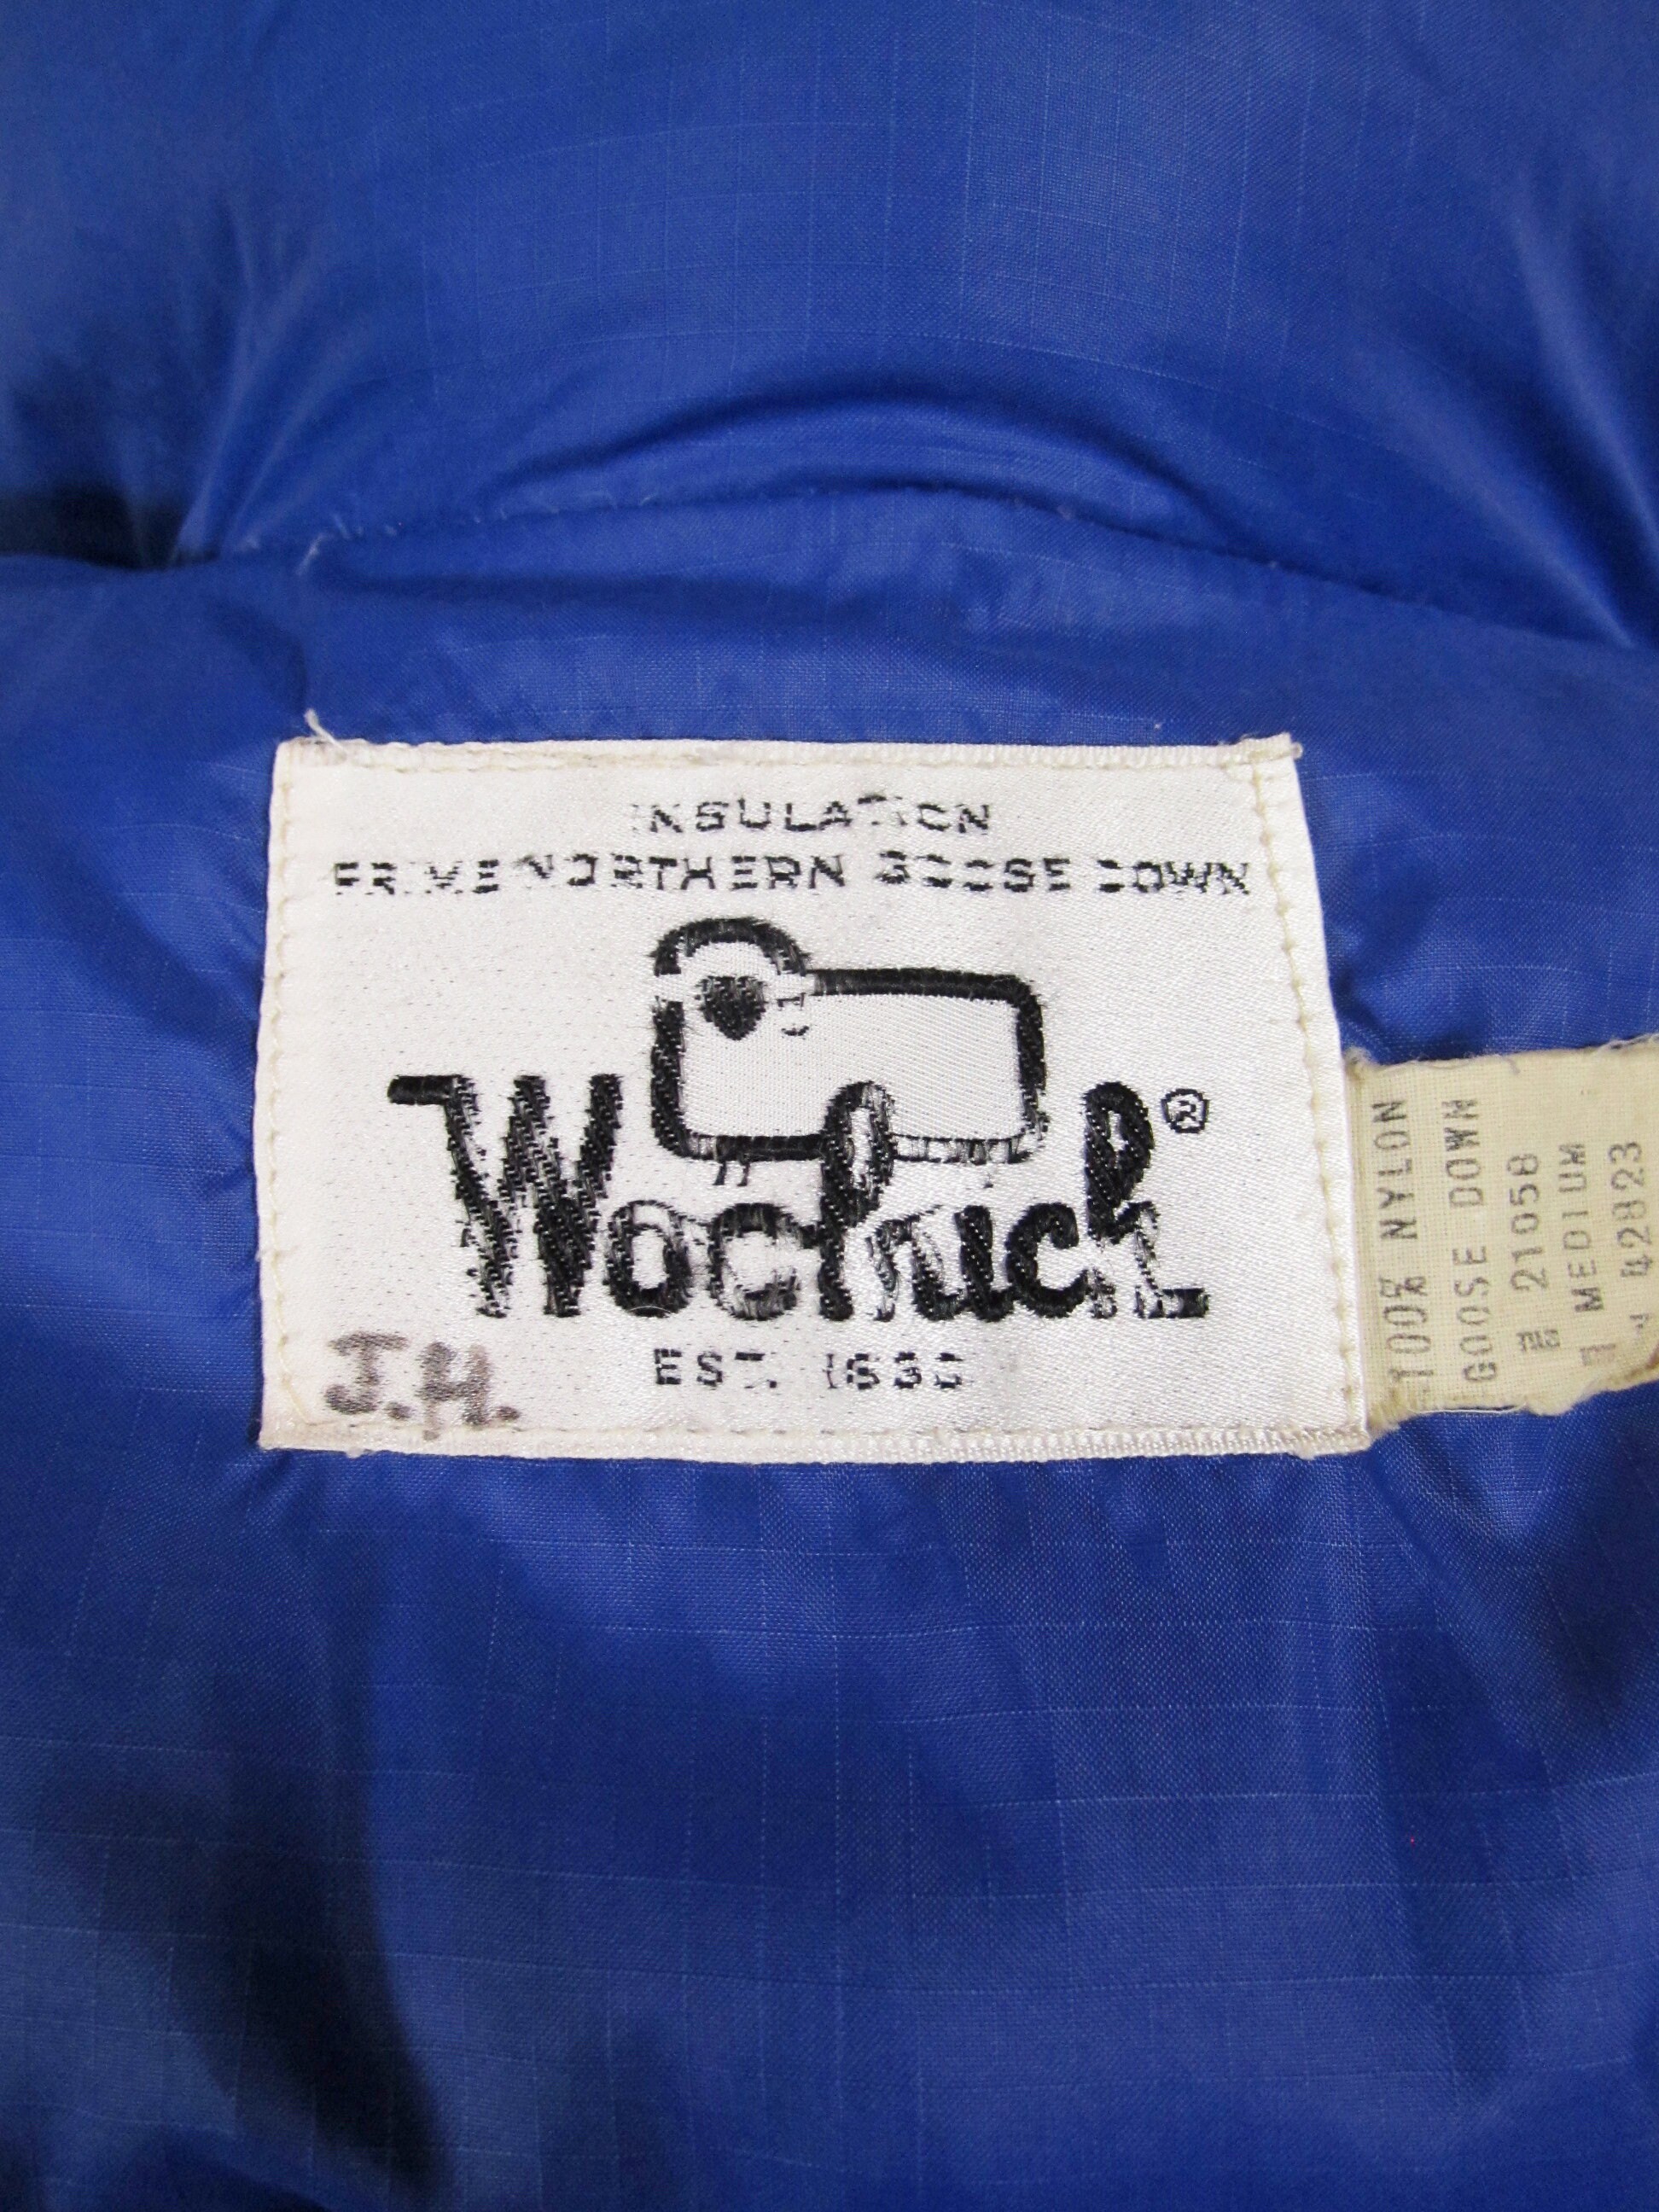 INSULATION
PRIME NORTHERN GOOSE DOWN
Woolrich®
EST. 1830
J.H.
100% NYLON
GOOSE DOWN
21058
MEDIUM
42823